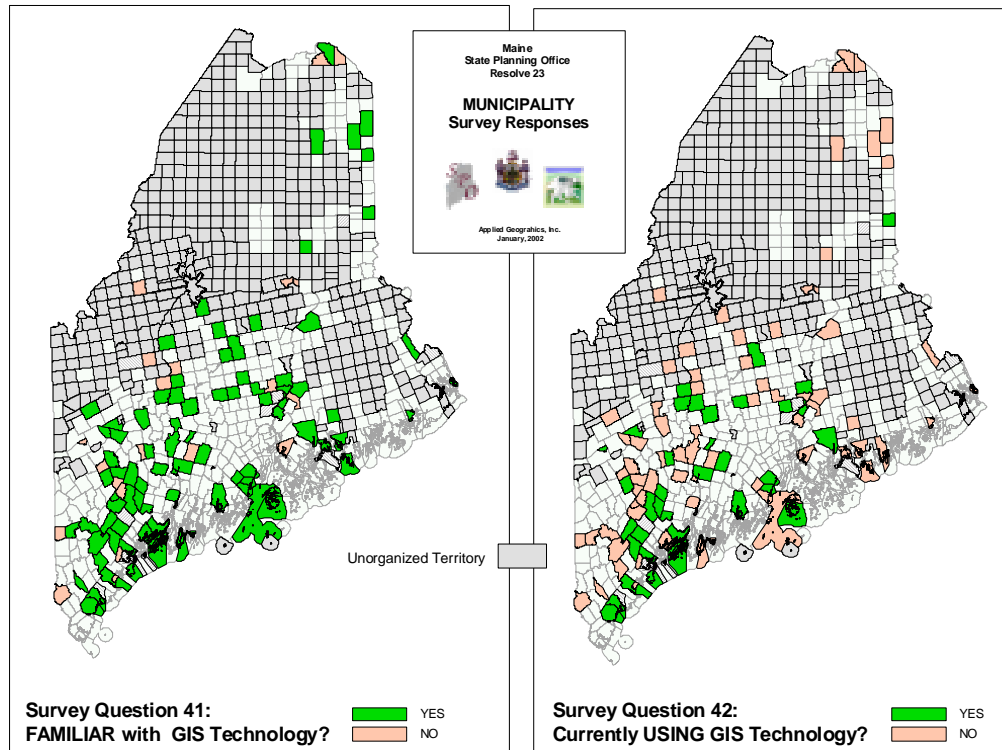 Maine
State Planning Office
Resolve 23
MUNICIPALITY
Survey Responses
Applied Geograhics, Inc.
January, 2002
Unorganized Territory
Survey Question 41:
FAMILIAR with GIS Technology?
YES
NO
Survey Question 42:
Currently USING GIS Technology?
YES
NO